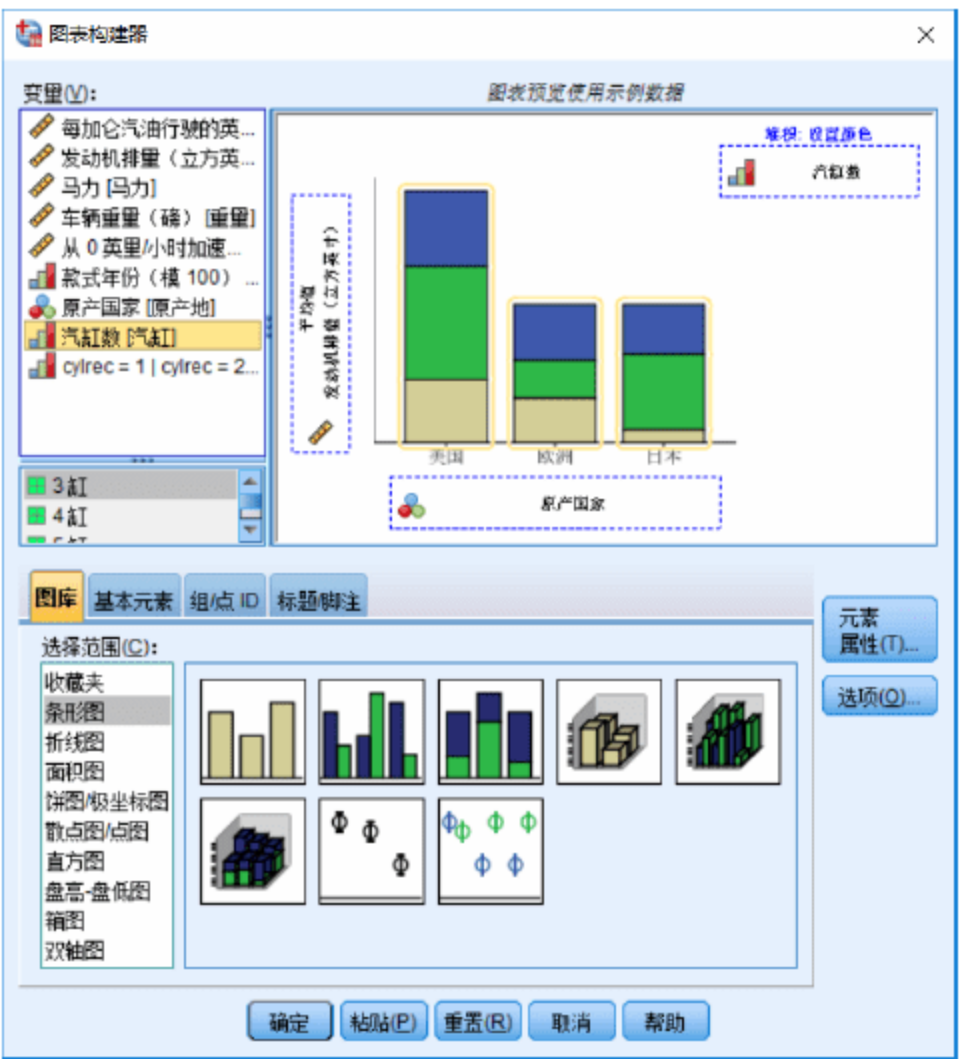 图表构建器
变量(V):
图表预览使用示例数据
每加仑汽油行驶的英...
发动机排量（立方英...
马力 [马力]
车辆重量（磅） [重量]
从 0 英里/小时加速...
款式年份（模 100） ...
原产国家 [原产地]
汽缸数 [汽缸]
cylrec = 1 | cylrec = 2...
3 缸
4 缸
堆积: 设置颜色
汽缸数
平均值
发动机排量（立方英寸）
美国
欧洲
日本
原产国家
图库
基本元素
组/点 ID
标题/脚注
选择范围(C):
收藏夹
条形图
折线图
面积图
饼图/极坐标图
散点图/点图
直方图
盘高-盘低图
箱图
双轴图
元素
属性(T)...
选项(O)...
确定
粘贴(P)
重置(R)
取消
帮助